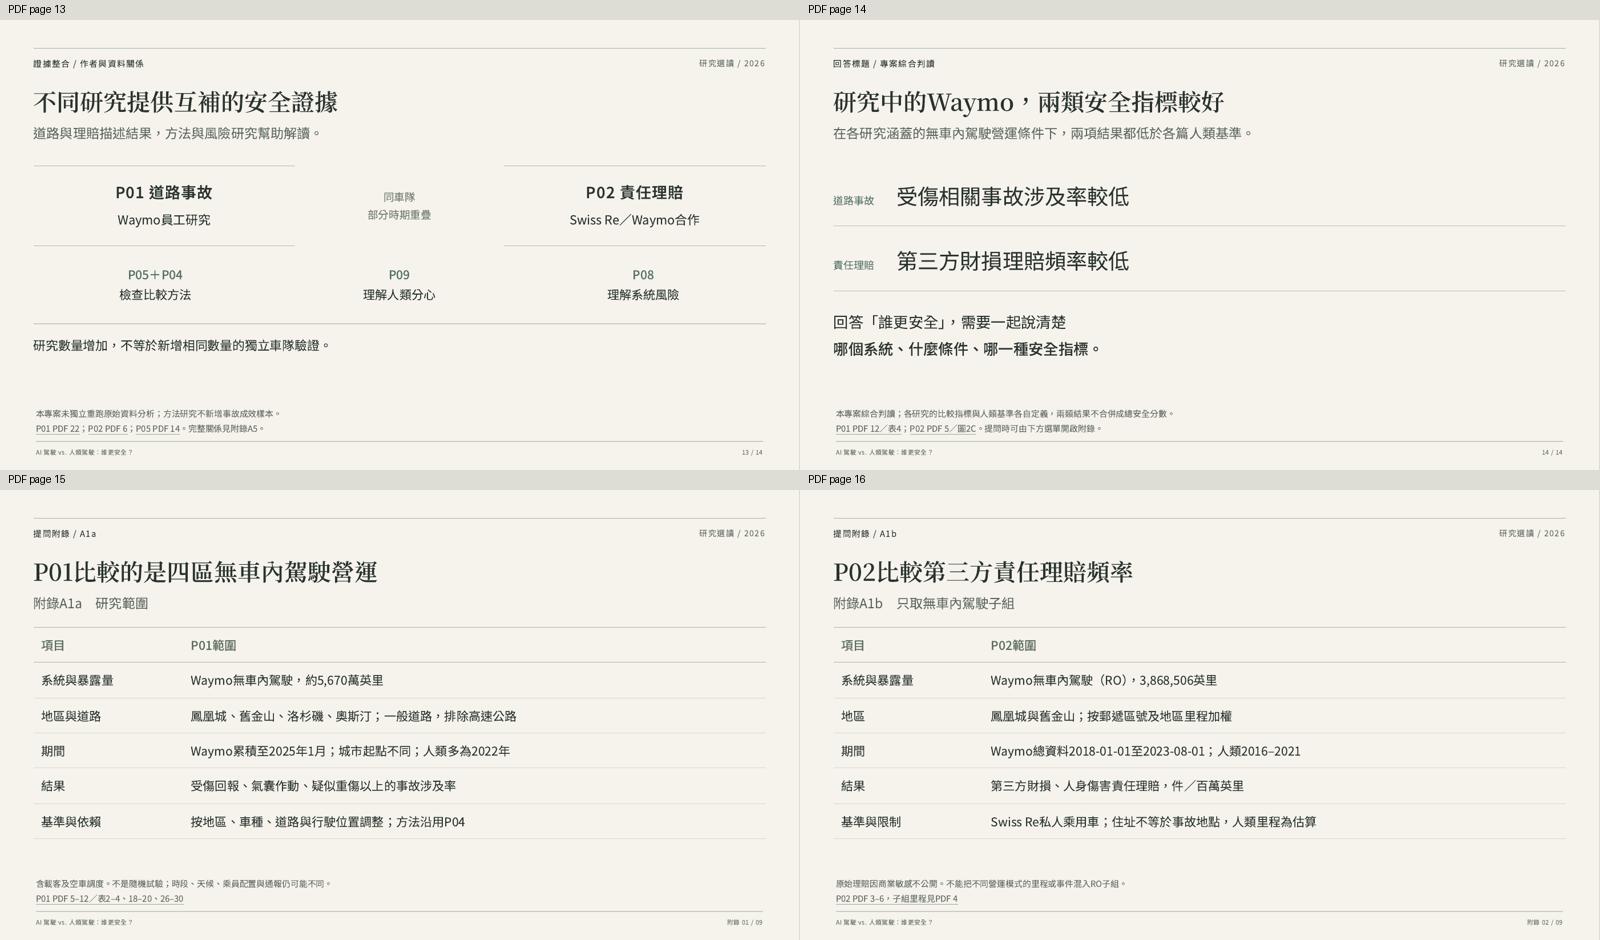 PDF page 13
證據整合 / 作者與資料關係
研究選讀 / 2026
不同研究提供互補的安全證據
道路與理賠描述結果，方法與風險研究幫助解讀。
P01 道路事故
Waymo員工研究
同車隊
部分時期重疊
P02 責任理賠
Swiss Re／Waymo合作
P05＋P04
檢查比較方法
P09
理解人類分心
P08
理解系統風險
研究數量增加，不等於新增相同數量的獨立車隊驗證。
本專案未獨立重跑原始資料分析；方法研究不新增事故成效樣本。
P01 PDF 22；P02 PDF 6；P05 PDF 14。完整關係見附錄A5。
AI 駕駛 vs. 人類駕駛：誰更安全？
13 / 14
PDF page 14
回答標題 / 專案綜合判讀
研究選讀 / 2026
研究中的Waymo，兩類安全指標較好
在各研究涵蓋的無車內駕駛營運條件下，兩項結果都低於各篇人類基準。
道路事故 受傷相關事故涉及率較低
責任理賠 第三方財損理賠頻率較低
回答「誰更安全」，需要一起說清楚
哪個系統、什麼條件、哪一種安全指標。
本專案綜合判讀；各研究的比較指標與人類基準各自定義，兩類結果不合併成總安全分數。
P01 PDF 12／表4；P02 PDF 5／圖2C。提問時可由下方選單開啟附錄。
AI 駕駛 vs. 人類駕駛：誰更安全？
14 / 14
PDF page 15
提問附錄 / A1a
研究選讀 / 2026
P01比較的是四區無車內駕駛營運
附錄A1a 研究範圍
項目 P01範圍
系統與暴露量 Waymo無車內駕駛，約5,670萬英里
地區與道路 鳳凰城、舊金山、洛杉磯、奧斯汀；一般道路，排除高速公路
期間 Waymo累積至2025年1月；城市起點不同；人類多為2022年
結果 受傷回報、氣囊作動、疑似重傷以上的事故涉及率
基準與依賴 按地區、車種、道路與行駛位置調整；方法沿用P04
含載客及空車調度。不是隨機試驗；時段、天候、乘員配置與通報仍可能不同。
P01 PDF 5–12／表2–4、18–20、26–30
AI 駕駛 vs. 人類駕駛：誰更安全？
附錄 01 / 09
PDF page 16
提問附錄 / A1b
研究選讀 / 2026
P02比較第三方責任理賠頻率
附錄A1b 只取無車內駕駛子組
項目 P02範圍
系統與暴露量 Waymo無車內駕駛（RO），3,868,506英里
地區 鳳凰城與舊金山；按郵遞區號及地區里程加權
期間 Waymo總資料2018-01-01至2023-08-01；人類2016–2021
結果 第三方財損、人身傷害責任理賠，件／百萬英里
基準與限制 Swiss Re私人乘用車；住址不等於事故地點，人類里程為估算
原始理賠因商業敏感不公開。不能把不同營運模式的里程或事件混入RO子組。
P02 PDF 3–6，子組里程見PDF 4
AI 駕駛 vs. 人類駕駛：誰更安全？
附錄 02 / 09